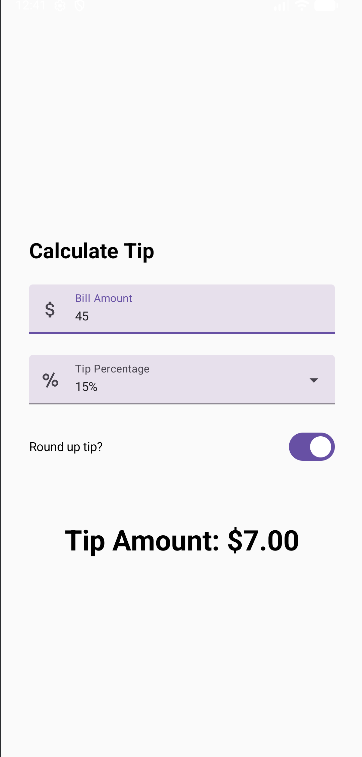 Calculate Tip
$
Bill Amount
45
%
Tip Percentage
15%
Round up tip?
Tip Amount: $7.00